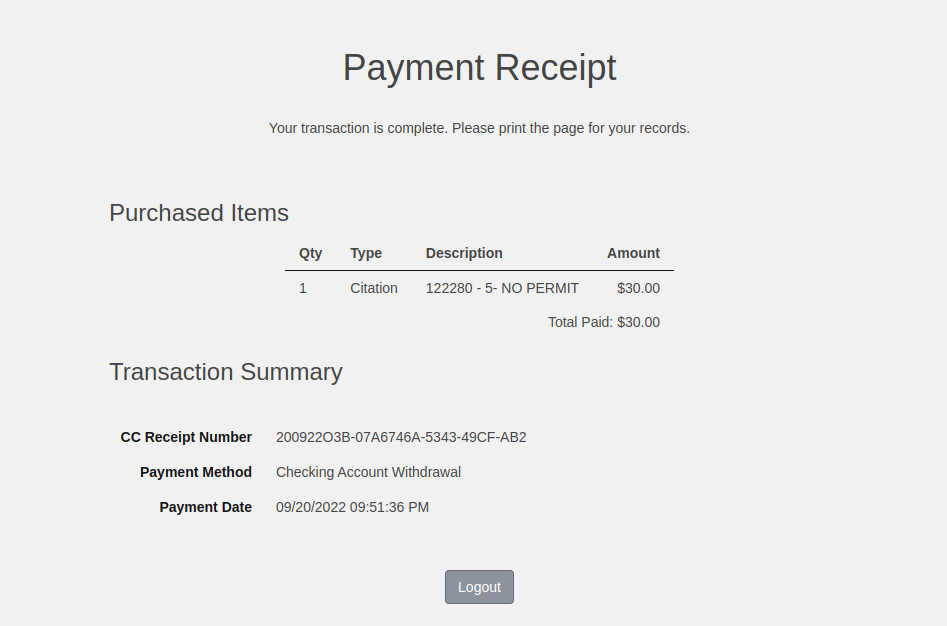 Payment Receipt
Your transaction is complete. Please print the page for your records.
Purchased Items
Qty Type Description Amount
1 Citation 122280 - 5- NO PERMIT $30.00
Total Paid: $30.00
Transaction Summary
CC Receipt Number 200922O3B-07A6746A-5343-49CF-AB2
Payment Method Checking Account Withdrawal
Payment Date 09/20/2022 09:51:36 PM
Logout